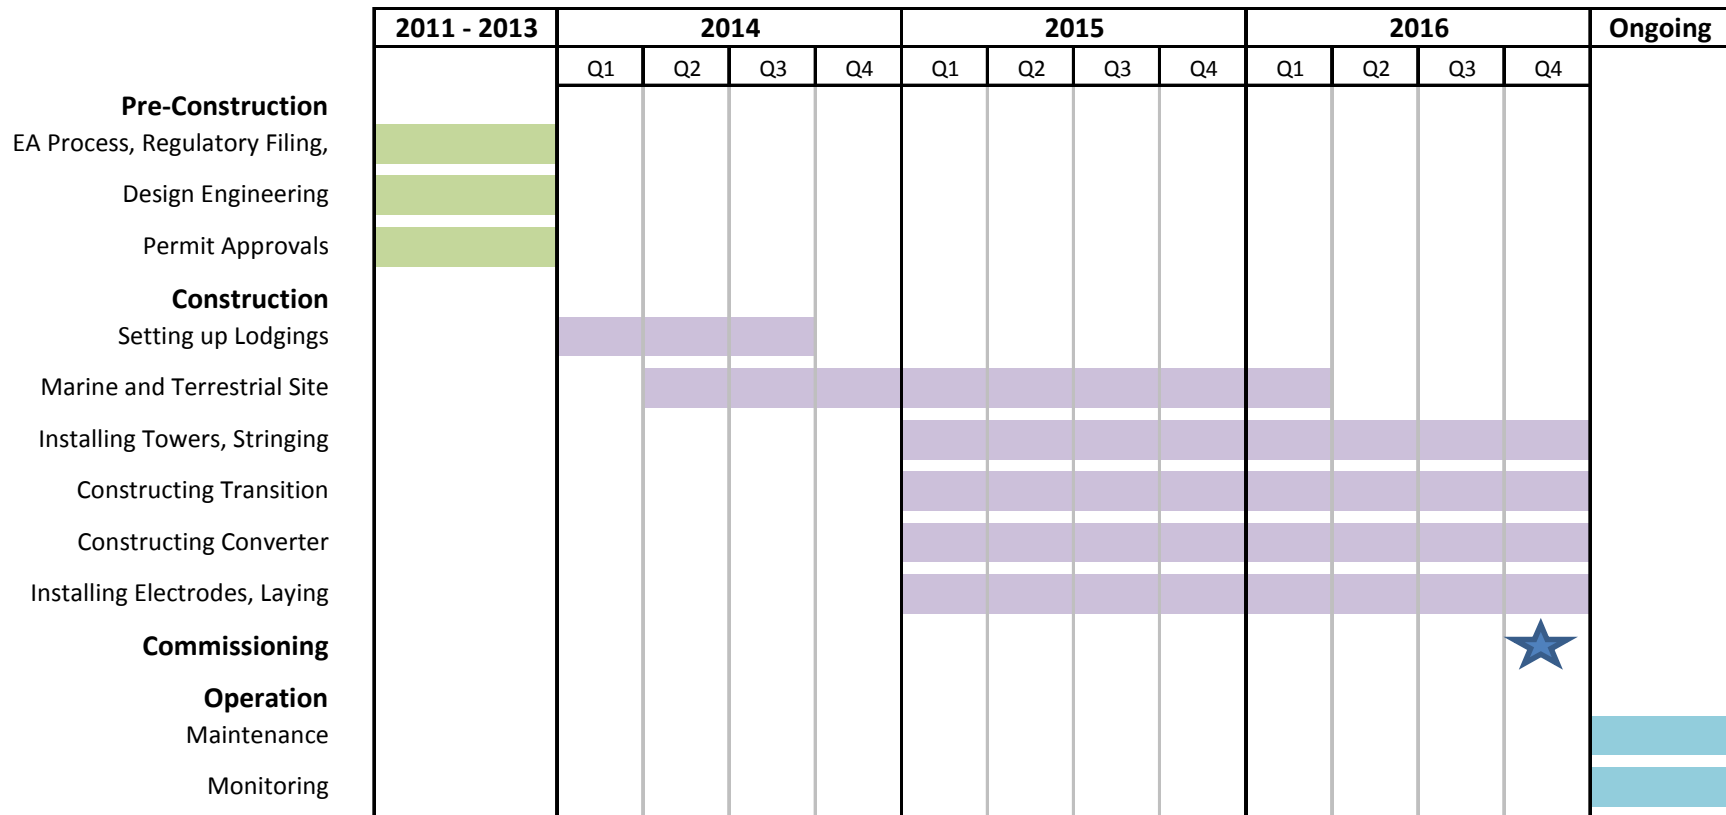 2011 - 2013 2014 2015 2016 Ongoing
Q1 Q2 Q3 Q4 Q1 Q2 Q3 Q4 Q1 Q2 Q3 Q4
Pre-Construction
EA Process, Regulatory Filing,
Design Engineering
Permit Approvals
Construction
Setting up Lodgings
Marine and Terrestrial Site
Installing Towers, Stringing
Constructing Transition
Constructing Converter
Installing Electrodes, Laying
Commissioning
Operation
Maintenance
Monitoring